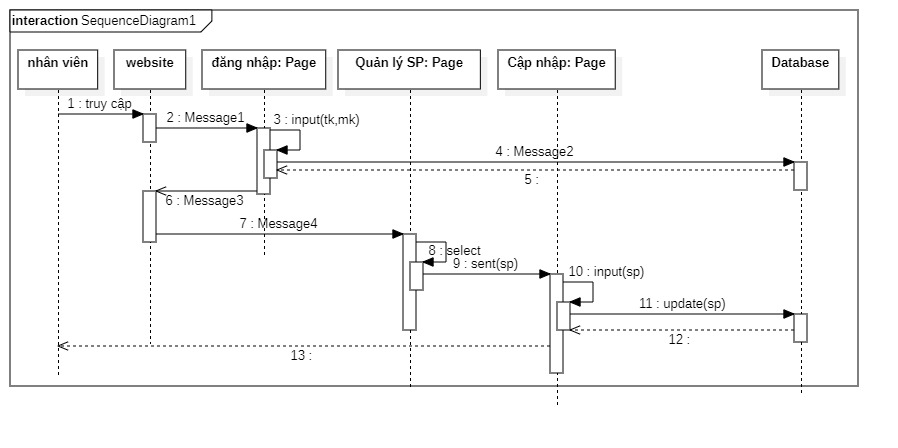 interaction SequenceDiagram1
nhân viên
website
đăng nhập: Page
Quản lý SP: Page
Cập nhập: Page
Database
1 : truy cập
2 : Message1
3 : input(tk,mk)
4 : Message2
5 :
6 : Message3
7 : Message4
8 : select
9 : sent(sp)
10 : input(sp)
11 : update(sp)
12 :
13 :